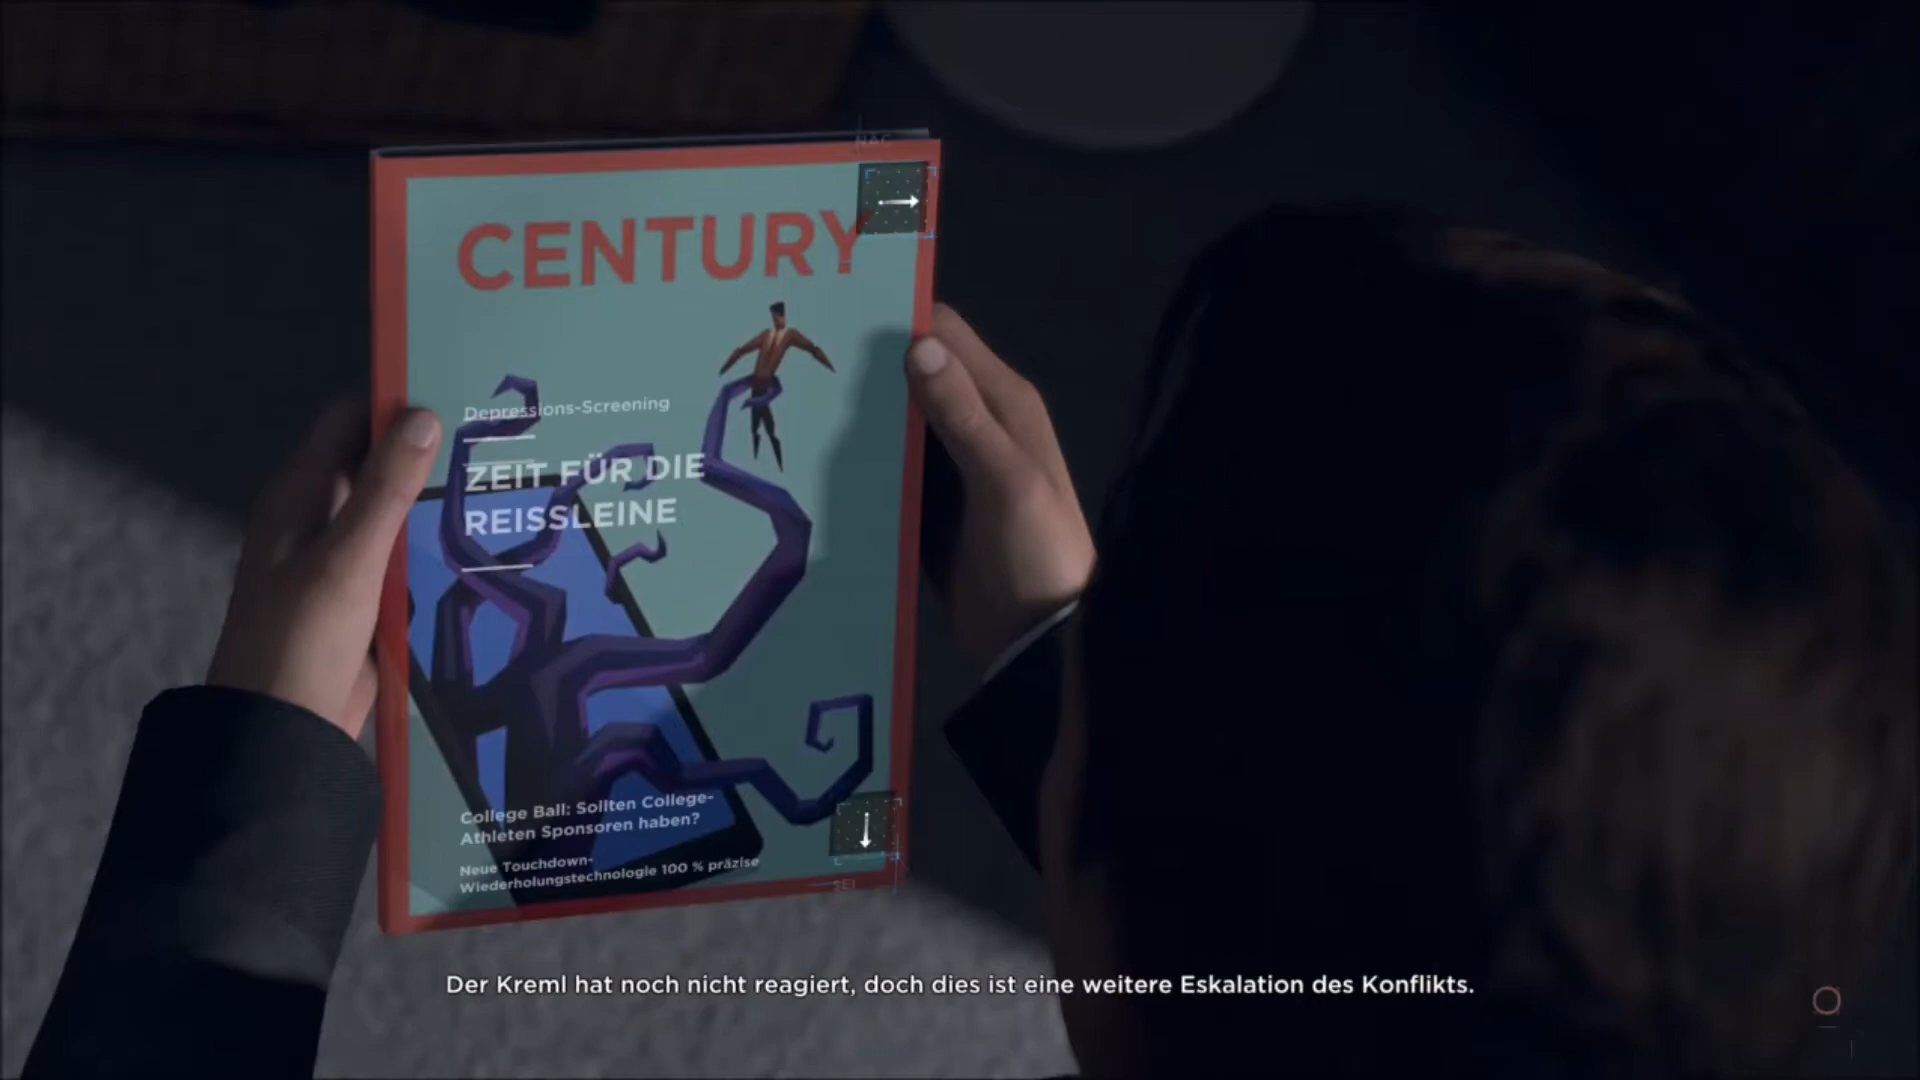 CENTURY
Depressions-Screening
ZEIT FÜR DIE
REISSLEINE
College Ball: Sollten College-
Athleten Sponsoren haben?
Neue Touchdown-
Wiederholungstechnologie 100 % präzise
Der Kreml hat noch nicht reagiert, doch dies ist eine weitere Eskalation des Konflikts.